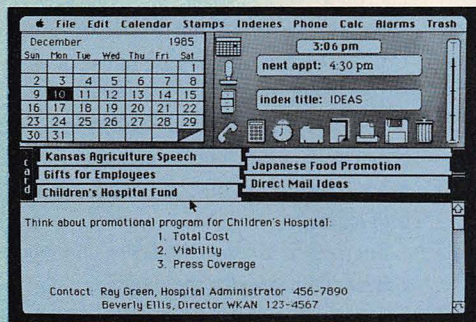 File Edit Calendar Stamps Indexes Phone Calc Alarms Trash
December 1985
Sun Mon Tue Wed Thu Fri Sat
1
2 3 4 5 6 7 8
9 10 11 12 13 14 15
16 17 18 19 20 21 22
23 24 25 26 27 28 29
30 31
3:06 pm
next appt: 4:30 pm
index title: IDEAS
card
Kansas Agriculture Speech
Gifts for Employees
Children's Hospital Fund
Japanese Food Promotion
Direct Mail Ideas
Think about promotional program for Children's Hospital:
1. Total Cost
2. Viability
3. Press Coverage
Contact: Ray Green, Hospital Administrator 456-7890
Beverly Ellis, Director WKAN 123-4567